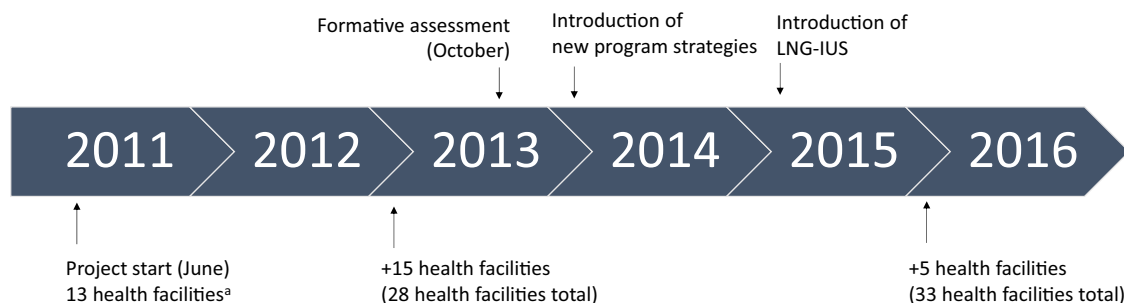 Formative assessment
(October)
Introduction of
new program strategies
Introduction of
LNG-IUS
2011
2012
2013
2014
2015
2016
Project start (June)
13 health facilitiesᵃ
+15 health facilities
(28 health facilities total)
+5 health facilities
(33 health facilities total)